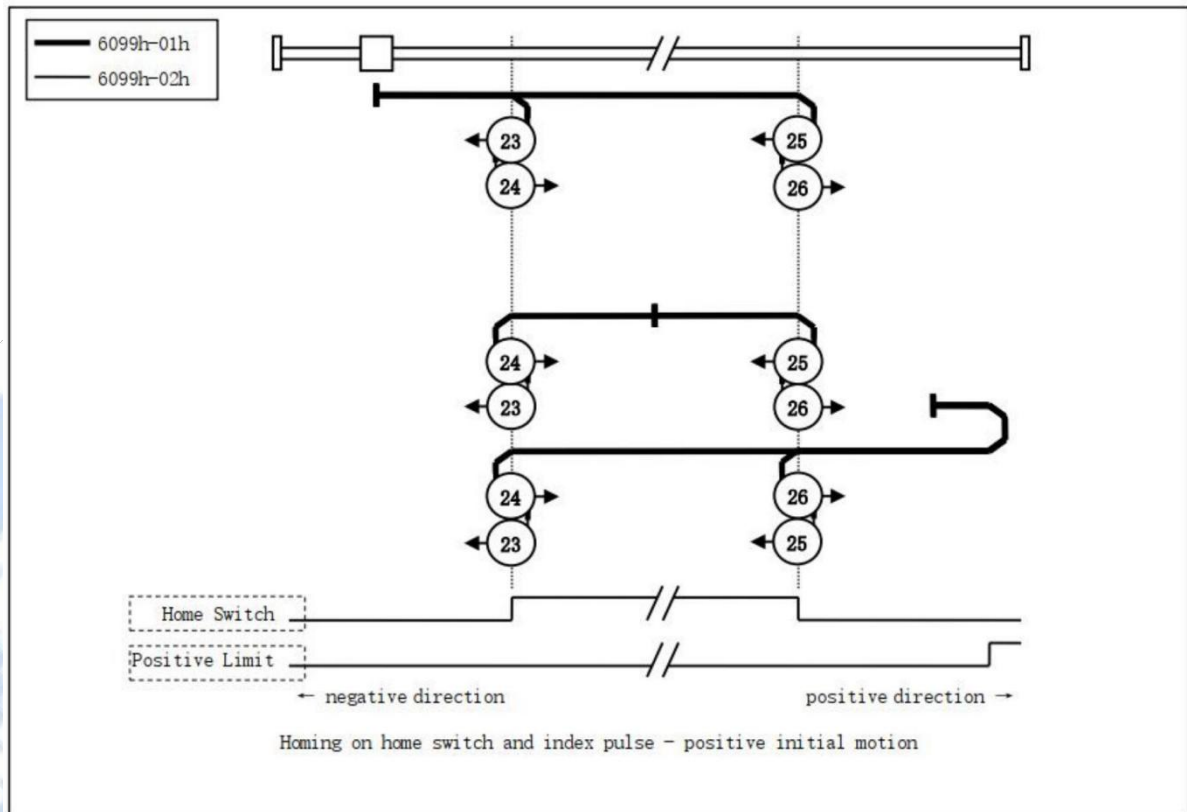 6099h-01h
6099h-02h
23 25
24 26
24 25
23 26
24 26
23 25
Home Switch
Positive Limit
← negative direction positive direction →
Homing on home switch and index pulse - positive initial motion